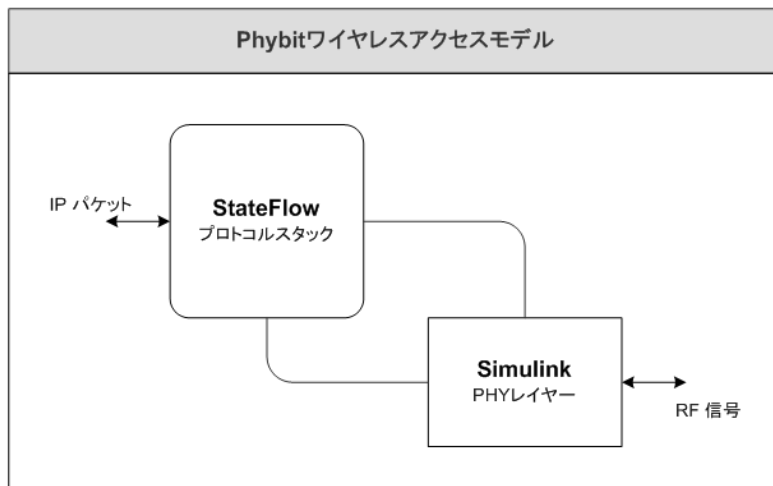 Phybitワイヤレスアクセスモデル
IP パケット
StateFlow
プロトコルスタック
Simulink
PHYレイヤー
RF 信号